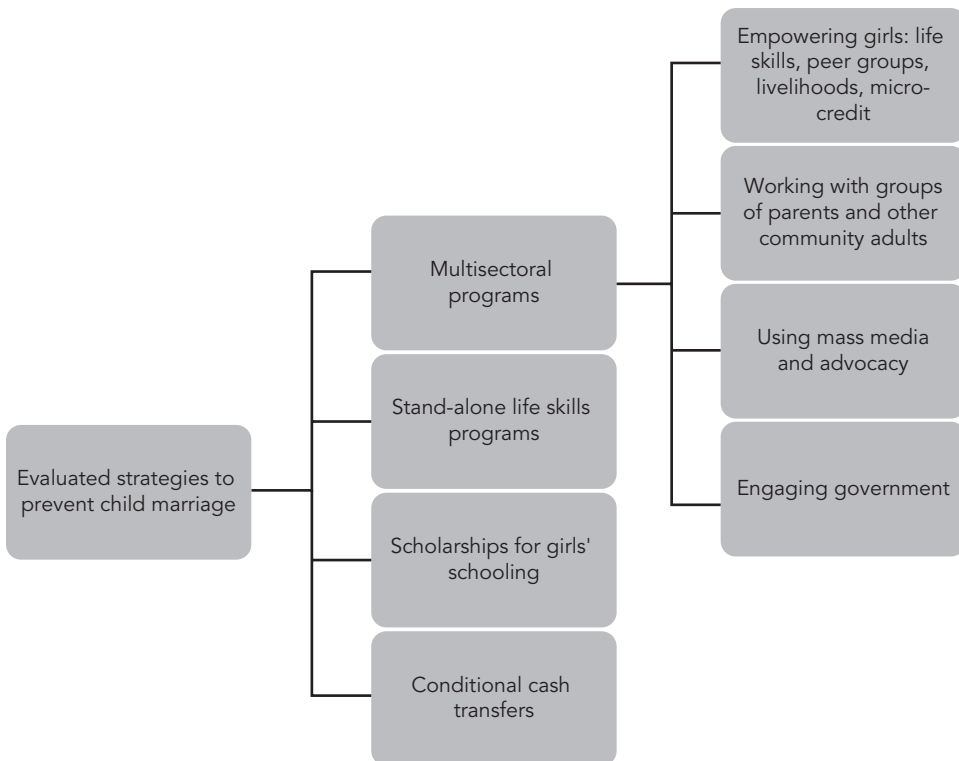 Evaluated strategies to
prevent child marriage
Multisectoral
programs
Stand-alone life skills
programs
Scholarships for girls'
schooling
Conditional cash
transfers
Empowering girls: life
skills, peer groups,
livelihoods, micro-
credit
Working with groups
of parents and other
community adults
Using mass media
and advocacy
Engaging government